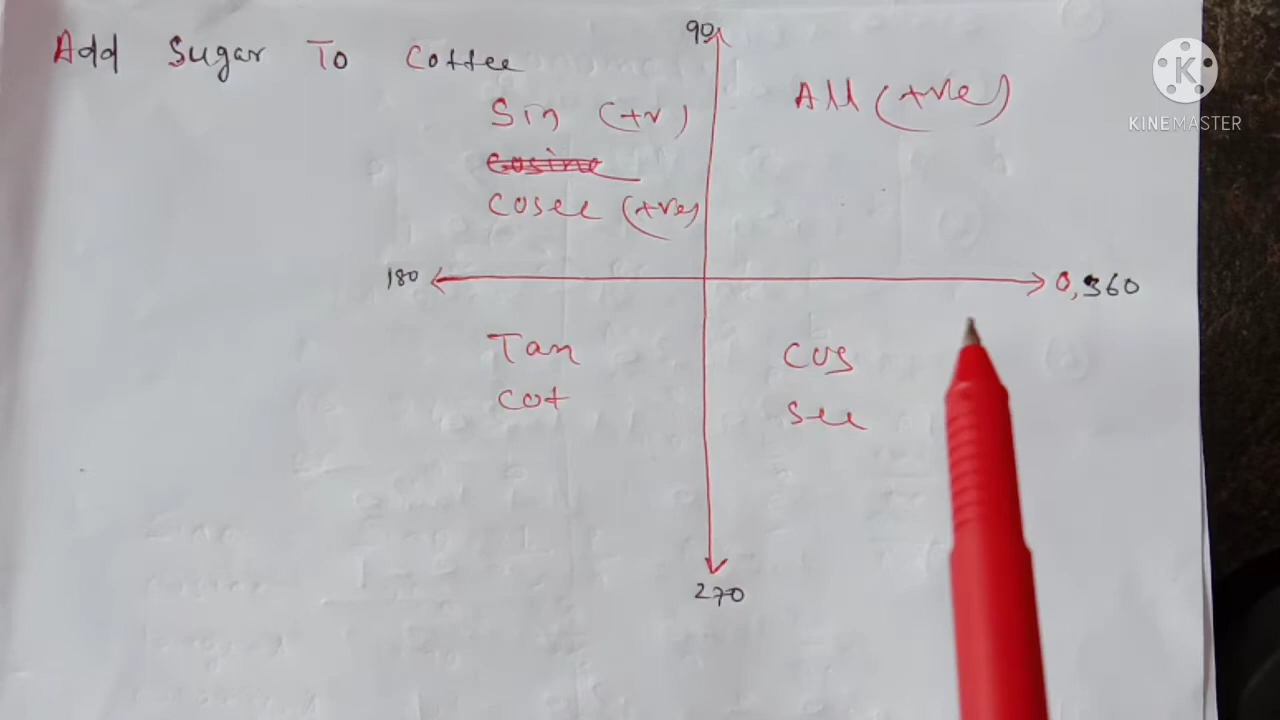 Add Sugar To Coffee
90
All (+ve)
Sin (+v)
Cosine
Cosec (+ve)
180
0, 360
Tan
Cot
Cos
Sec
270
K
KINEMASTER